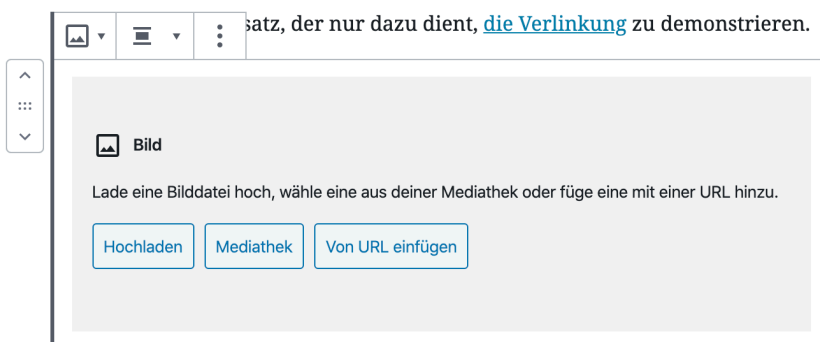 satz, der nur dazu dient, die Verlinkung zu demonstrieren.
Bild
Lade eine Bilddatei hoch, wähle eine aus deiner Mediathek oder füge eine mit einer URL hinzu.
Hochladen Mediathek Von URL einfügen